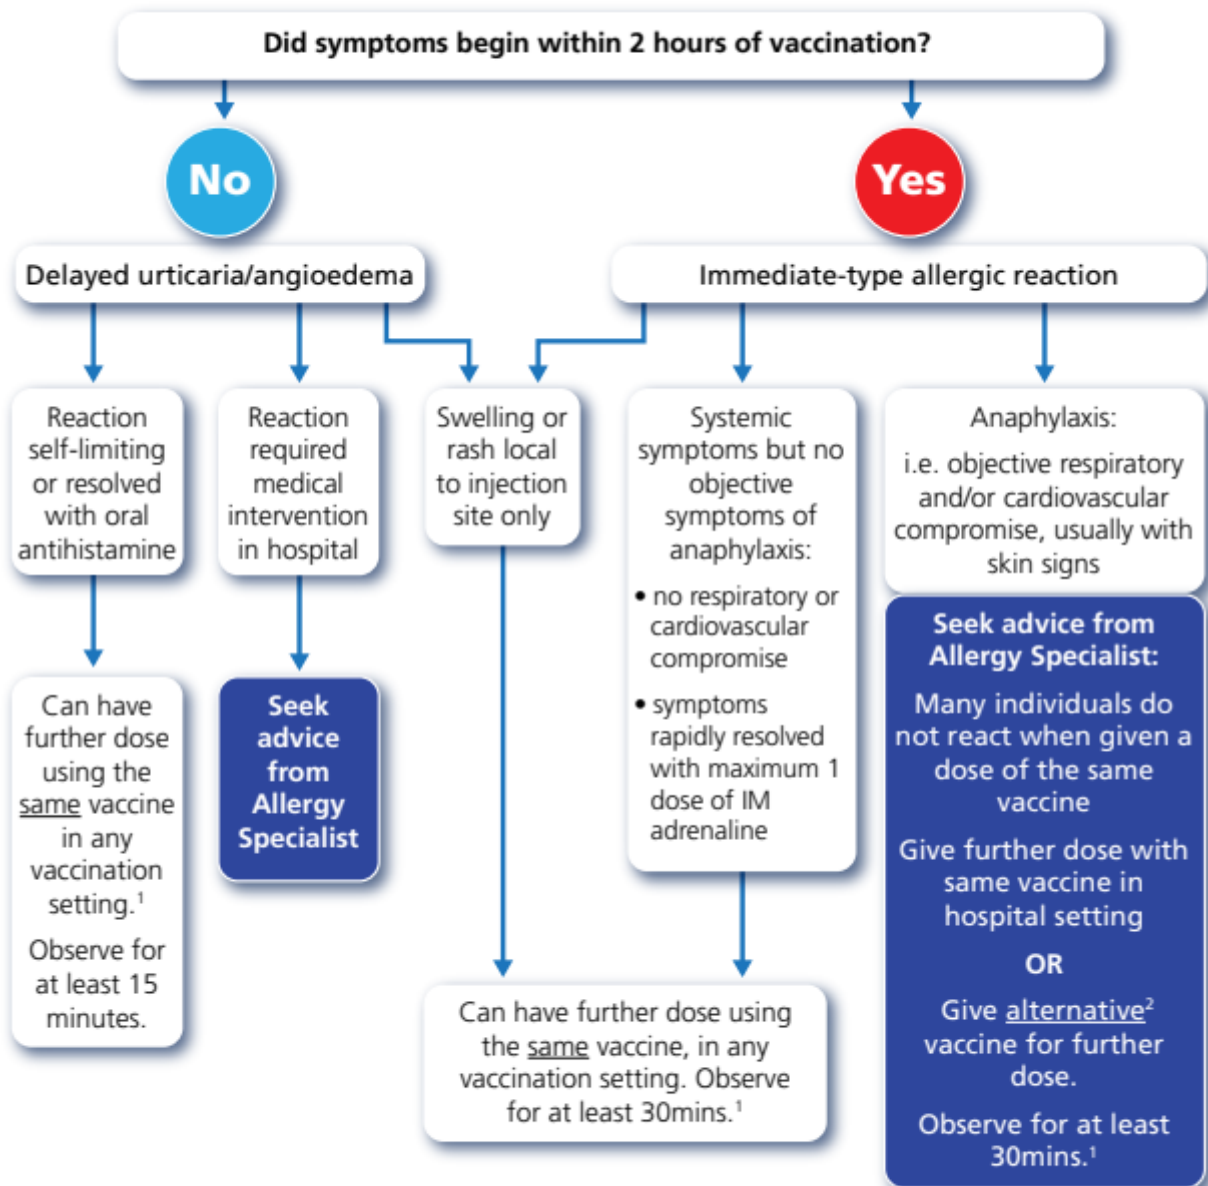 Did symptoms begin within 2 hours of vaccination?
No
Yes
Delayed urticaria/angioedema
Immediate-type allergic reaction
Reaction
self-limiting
or resolved
with oral
antihistamine
Reaction
required
medical
intervention
in hospital
Swelling or
rash local
to injection
site only
Systemic
symptoms but no
objective
symptoms of
anaphylaxis:
• no respiratory or
cardiovascular
compromise
• symptoms
rapidly resolved
with maximum 1
dose of IM
adrenaline
Anaphylaxis:
i.e. objective respiratory
and/or cardiovascular
compromise, usually with
skin signs
Can have
further dose
using the
same vaccine
in any
vaccination
setting.¹
Observe for
at least 15
minutes.
Seek
advice
from
Allergy
Specialist
Can have further dose using
the same vaccine, in any
vaccination setting. Observe
for at least 30mins.¹
Seek advice from
Allergy Specialist:
Many individuals do
not react when given a
dose of the same
vaccine
Give further dose with
same vaccine in
hospital setting
OR
Give alternative²
vaccine for further
dose.
Observe for at least
30mins.¹